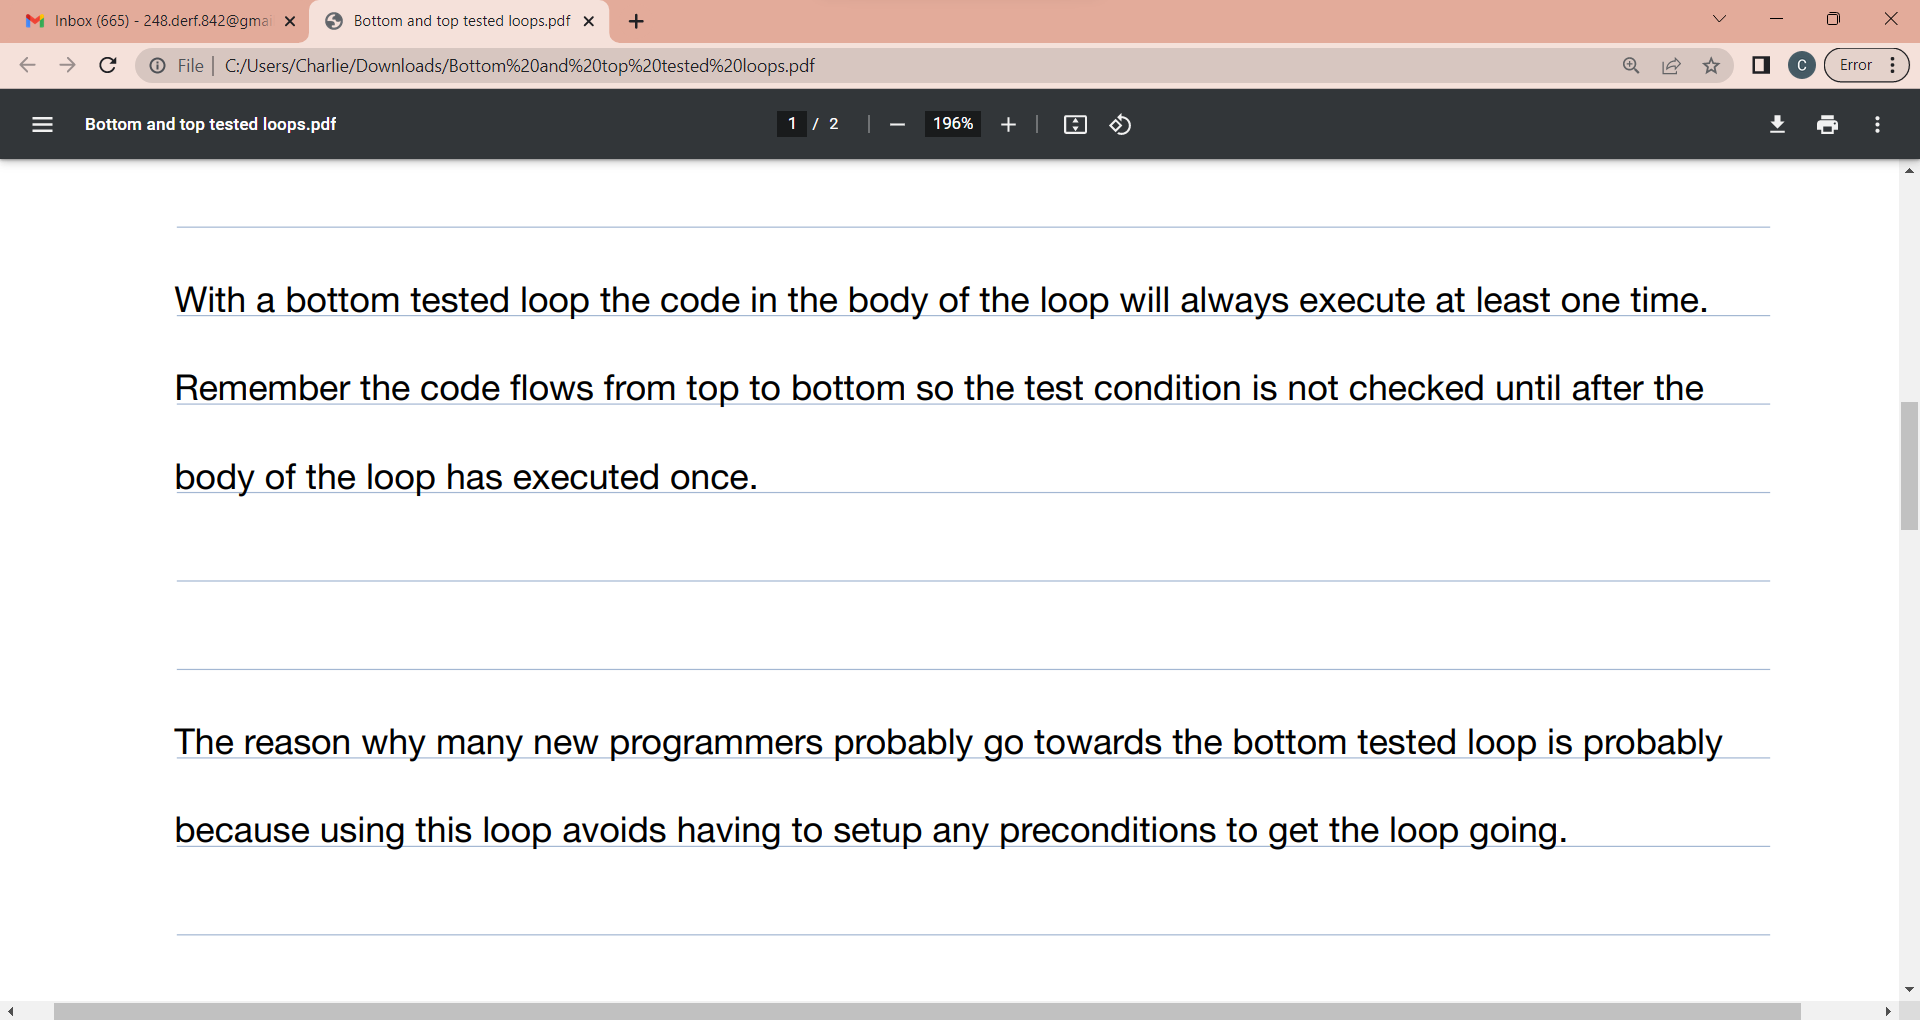 Inbox (665) - 248.derf.842@gmai
Bottom and top tested loops.pdf
File | C:/Users/Charlie/Downloads/Bottom%20and%20top%20tested%20loops.pdf
C
Error
Bottom and top tested loops.pdf
1 / 2
196%
With a bottom tested loop the code in the body of the loop will always execute at least one time.
Remember the code flows from top to bottom so the test condition is not checked until after the
body of the loop has executed once.
The reason why many new programmers probably go towards the bottom tested loop is probably
because using this loop avoids having to setup any preconditions to get the loop going.